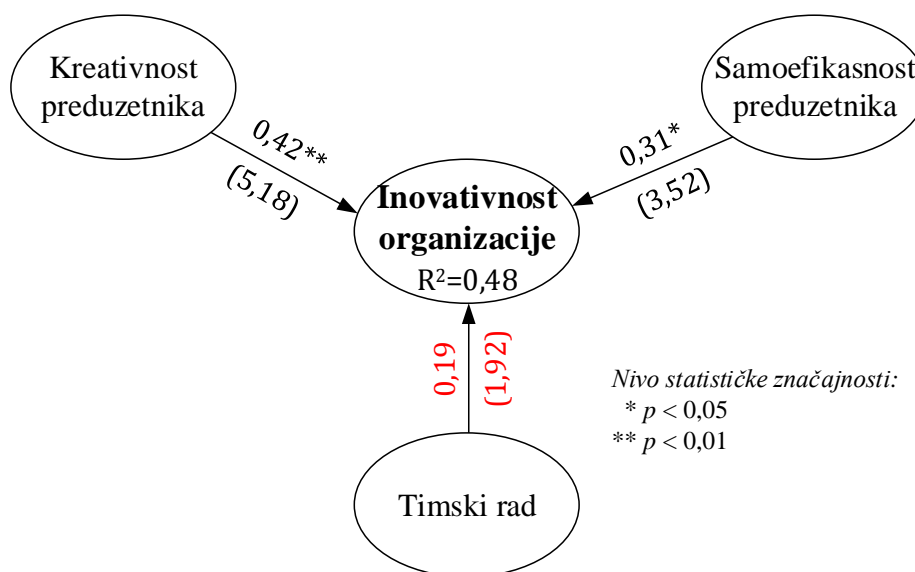 Kreativnost
preduzetnika
Samoefikasnost
preduzetnika
0,42**
(5,18)
0,31*
(3,52)
Inovativnost
organizacije
R²=0,48
0,19
(1,92)
Nivo statističke značajnosti:
* p < 0,05
** p < 0,01
Timski rad